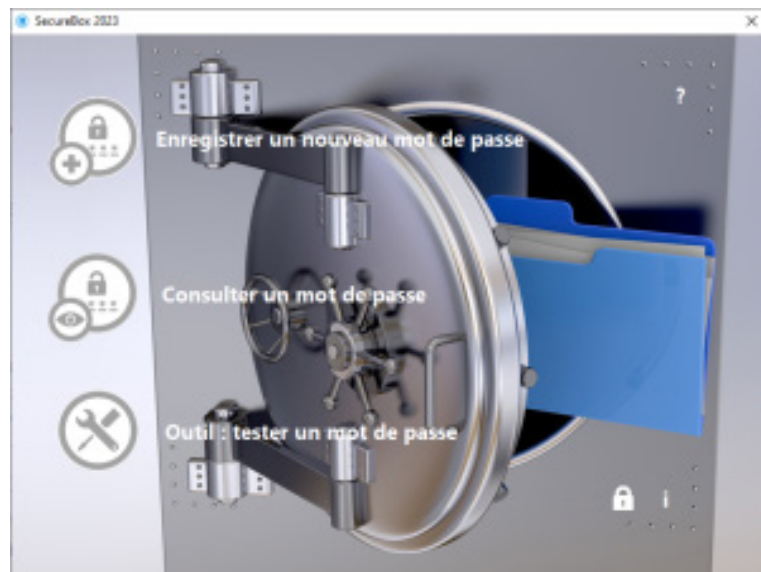 SecureBox 2023
?
Enregistrer un nouveau mot de passe
Consulter un mot de passe
Outil : tester un mot de passe
i